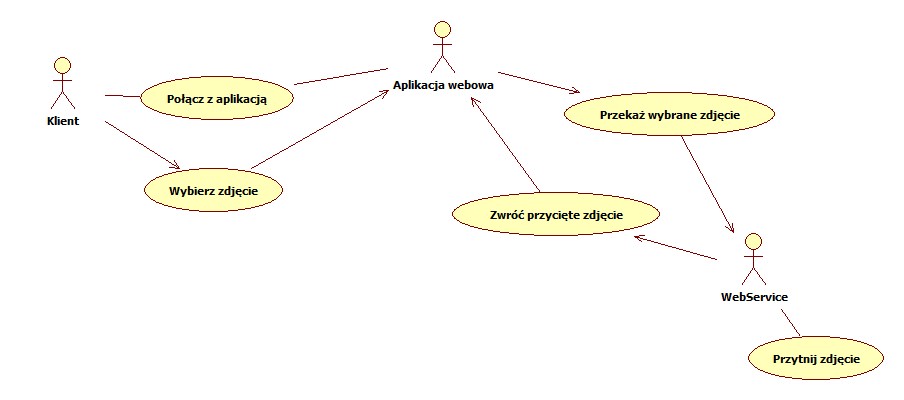 Aplikacja webowa
Klient
Połącz z aplikacją
Przekaż wybrane zdjęcie
Wybierz zdjęcie
Zwróć przycięte zdjęcie
WebService
Przytnij zdjęcie